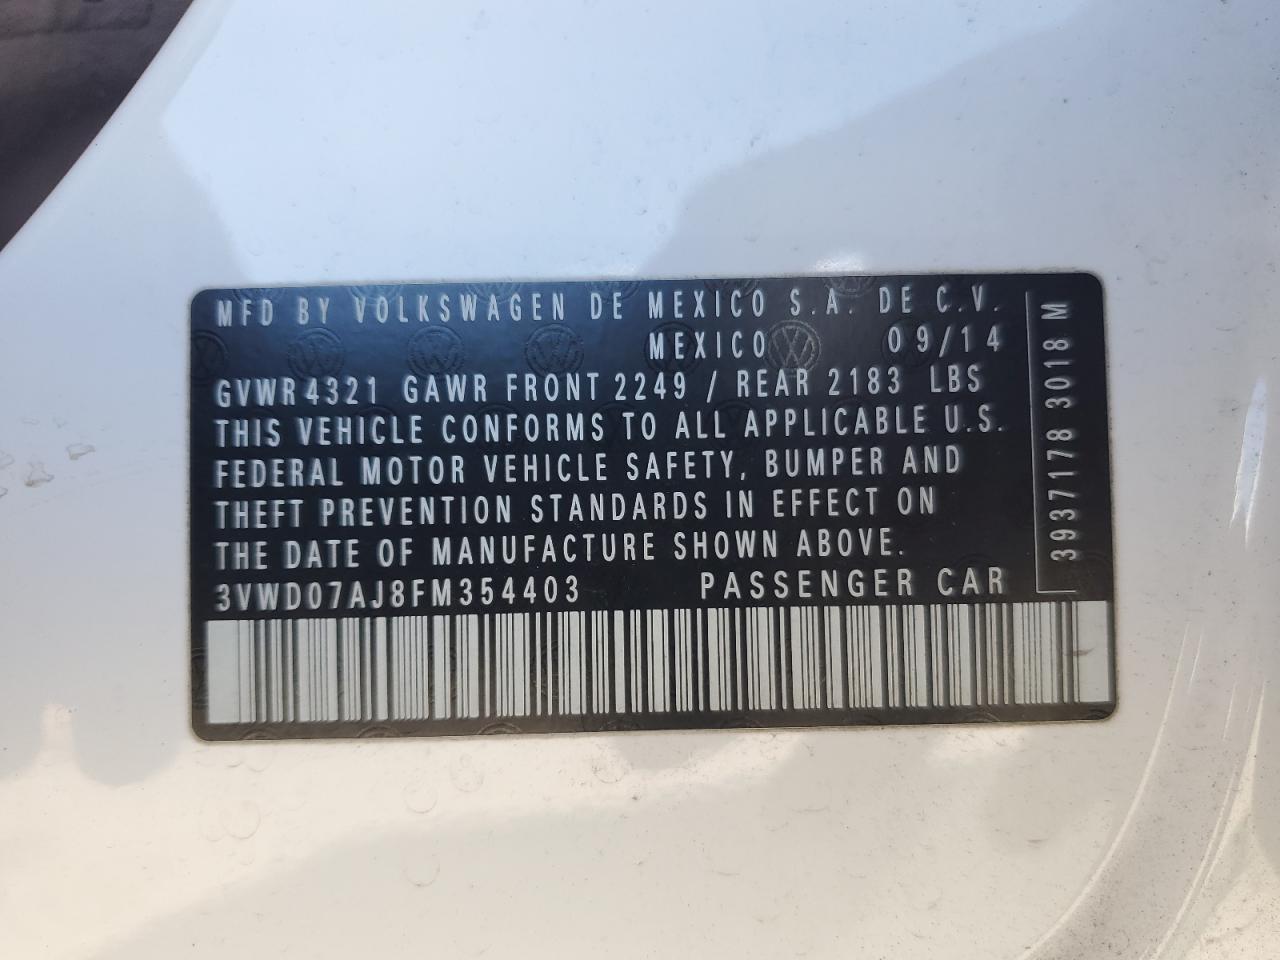 MFD BY VOLKSWAGEN DE MEXICO S.A. DE C.V.
MEXICO 09/14
GVWR 4321 GAWR FRONT 2249 / REAR 2183 LBS
THIS VEHICLE CONFORMS TO ALL APPLICABLE U.S.
FEDERAL MOTOR VEHICLE SAFETY, BUMPER AND
THEFT PREVENTION STANDARDS IN EFFECT ON
THE DATE OF MANUFACTURE SHOWN ABOVE.
3VWD07AJ8FM354403 PASSENGER CAR
3937178 3018 M